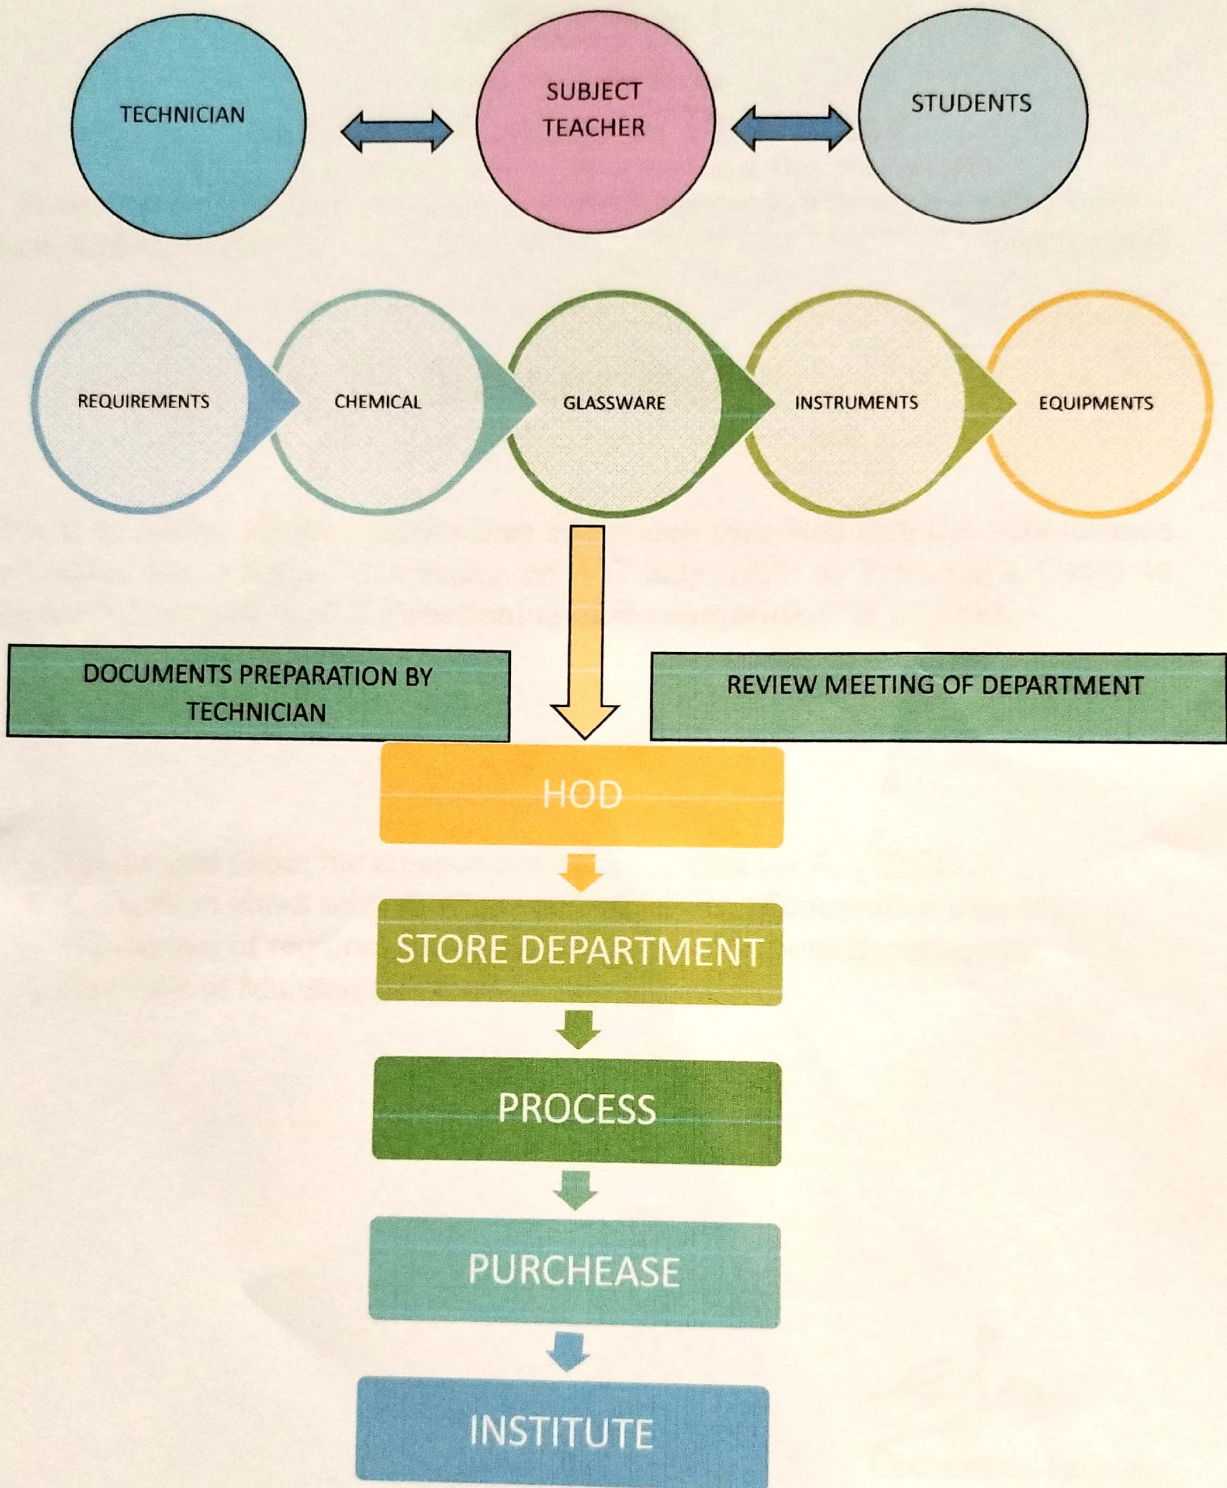 TECHNICIAN
SUBJECT
TEACHER
STUDENTS
REQUIREMENTS
CHEMICAL
GLASSWARE
INSTRUMENTS
EQUIPMENTS
DOCUMENTS PREPARATION BY
TECHNICIAN
REVIEW MEETING OF DEPARTMENT
HOD
STORE DEPARTMENT
PROCESS
PURCHEASE
INSTITUTE